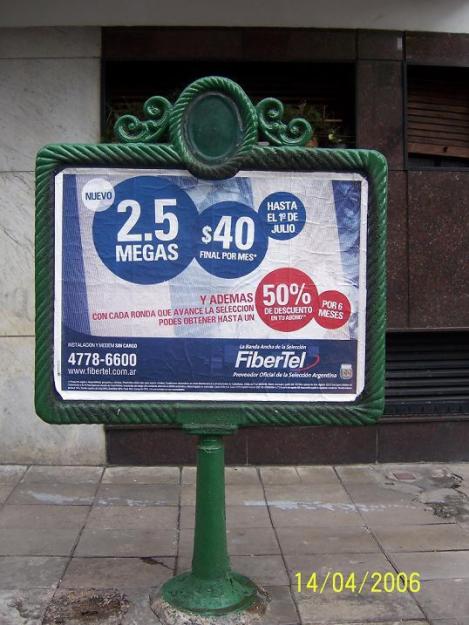 NUEVO
2.5
MEGAS
$40
FINAL POR MES*
HASTA
EL 1º DE
JULIO
Y ADEMAS
CON CADA RONDA QUE AVANCE LA SELECCION
PODES OBTENER HASTA UN
50%
DE DESCUENTO
EN TU ABONO**
POR 6
MESES
INSTALACION Y MODEM SIN CARGO
4778-6600
www.fibertel.com.ar
La Banda Ancha de la Selección
FiberTel
Proveedor Oficial de la Selección Argentina
14/04/2006